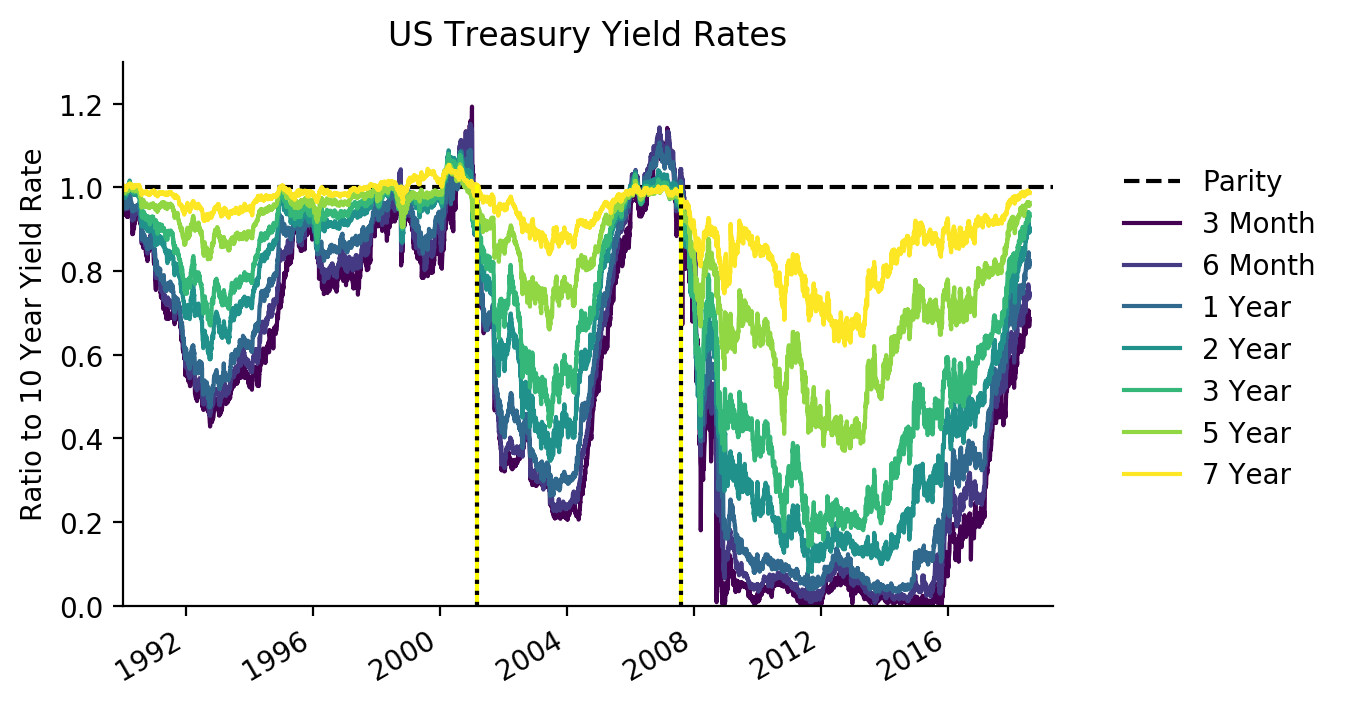 US Treasury Yield Rates
Ratio to 10 Year Yield Rate
1.2
1.0
0.8
0.6
0.4
0.2
0.0
1992
1996
2000
2004
2008
2012
2016
Parity
3 Month
6 Month
1 Year
2 Year
3 Year
5 Year
7 Year